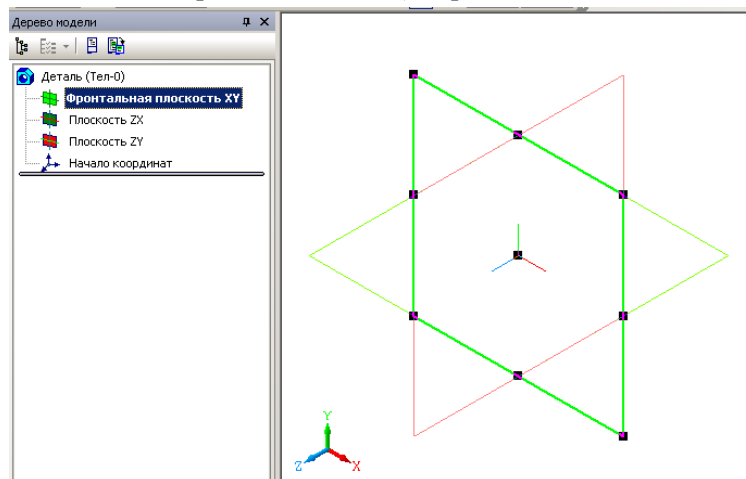 Дерево модели
Деталь (Тел-0)
Фронтальная плоскость XY
Плоскость ZX
Плоскость ZY
Начало координат
Y
Z
X